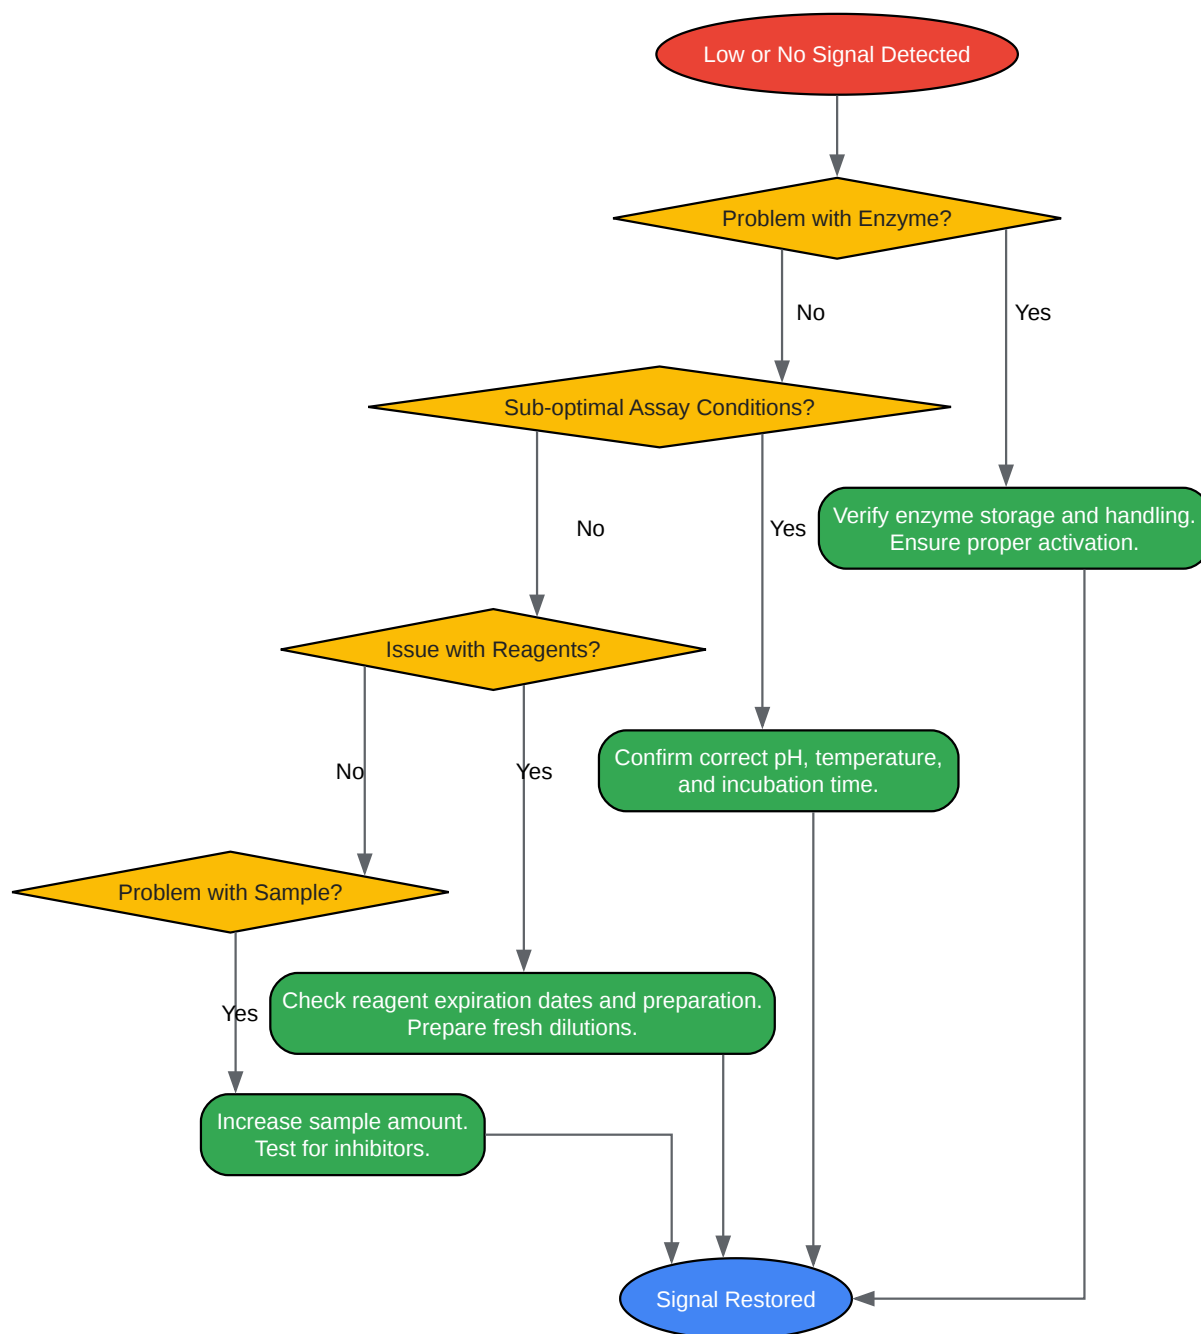 Low or No Signal Detected
Problem with Enzyme?
No
Yes
Sub-optimal Assay Conditions?
Verify enzyme storage and handling.
Ensure proper activation.
No
Yes
Issue with Reagents?
Confirm correct pH, temperature,
and incubation time.
No
Yes
Problem with Sample?
Check reagent expiration dates and preparation.
Prepare fresh dilutions.
Yes
Increase sample amount.
Test for inhibitors.
Signal Restored